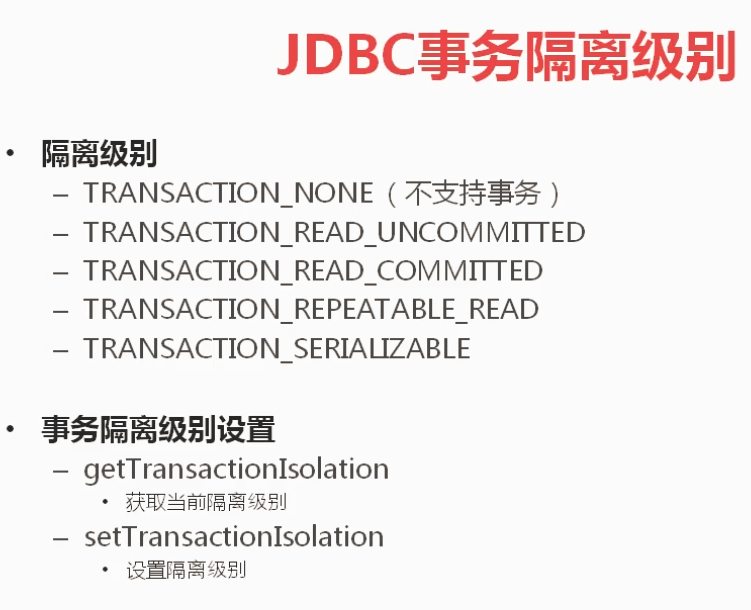 JDBC事务隔离级别
• 隔离级别
– TRANSACTION_NONE（不支持事务）
– TRANSACTION_READ_UNCOMMITTED
– TRANSACTION_READ_COMMITTED
– TRANSACTION_REPEATABLE_READ
– TRANSACTION_SERIALIZABLE
• 事务隔离级别设置
– getTransactionIsolation
• 获取当前隔离级别
– setTransactionIsolation
• 设置隔离级别